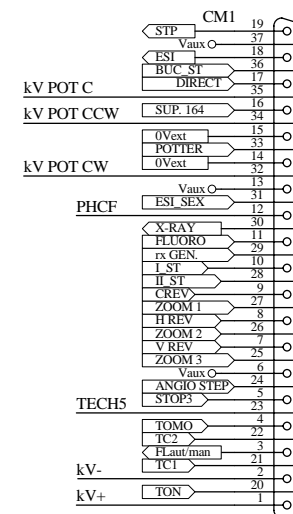 CM1
STP 19
Vaux 37
ESI 18
BUC_ST 36
DIRECT 17
kV POT C 35
SUP. 164 16
kV POT CCW 34
0Vext 15
POTTER 33
0Vext 14
kV POT CW 32
Vaux 13
ESI_SEX 31
PHCF 12
X-RAY 30
FLUORO 11
rx GEN. 29
I_ST 10
II_ST 28
CREV 9
ZOOM 1 27
H REV 8
ZOOM 2 26
V REV 7
ZOOM 3 25
Vaux 6
ANGIO STEP 24
STOP3 5
TECH5 23
TOMO 4
TC2 22
FLaut/man 3
TC1 21
kV- 2
TON 20
kV+ 1